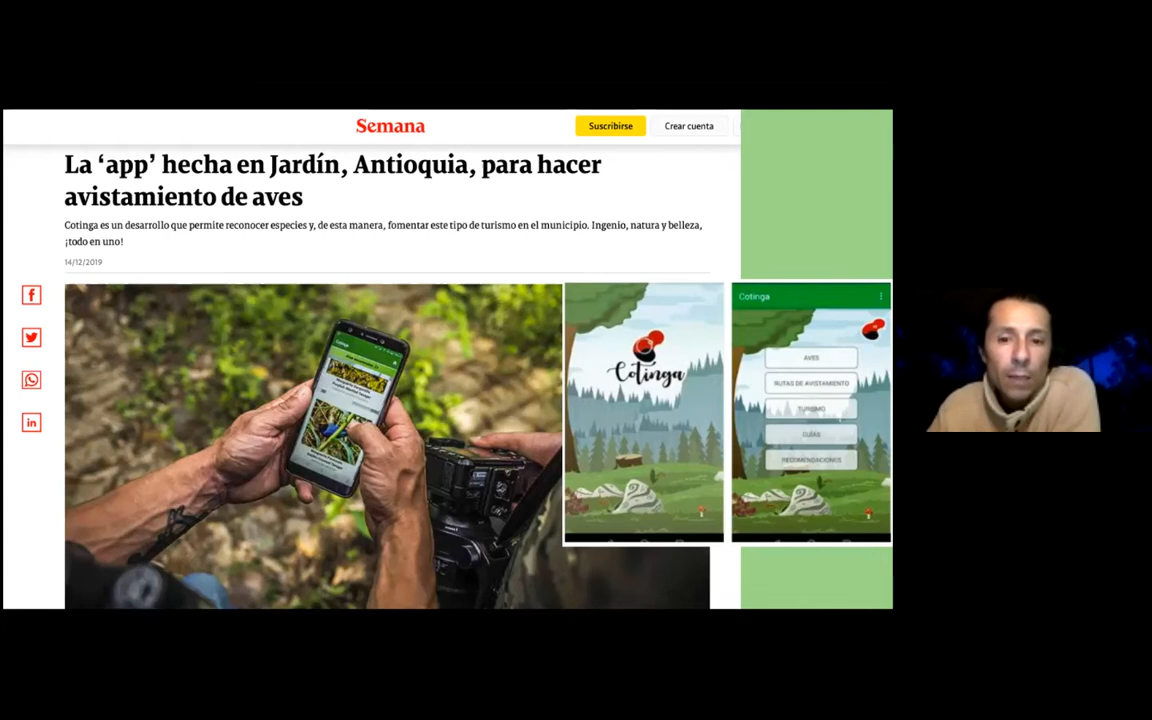 Semana
Suscribirse
Crear cuenta
La ‘app’ hecha en Jardín, Antioquia, para hacer
avistamiento de aves
Cotinga es un desarrollo que permite reconocer especies y, de esta manera, fomentar este tipo de turismo en el municipio. Ingenio, natura y belleza,
¡todo en uno!
14/12/2019
Cotinga
Cotinga
AVES
RUTAS DE AVISTAMIENTO
TURISMO
GUÍAS
RECOMENDACIONES